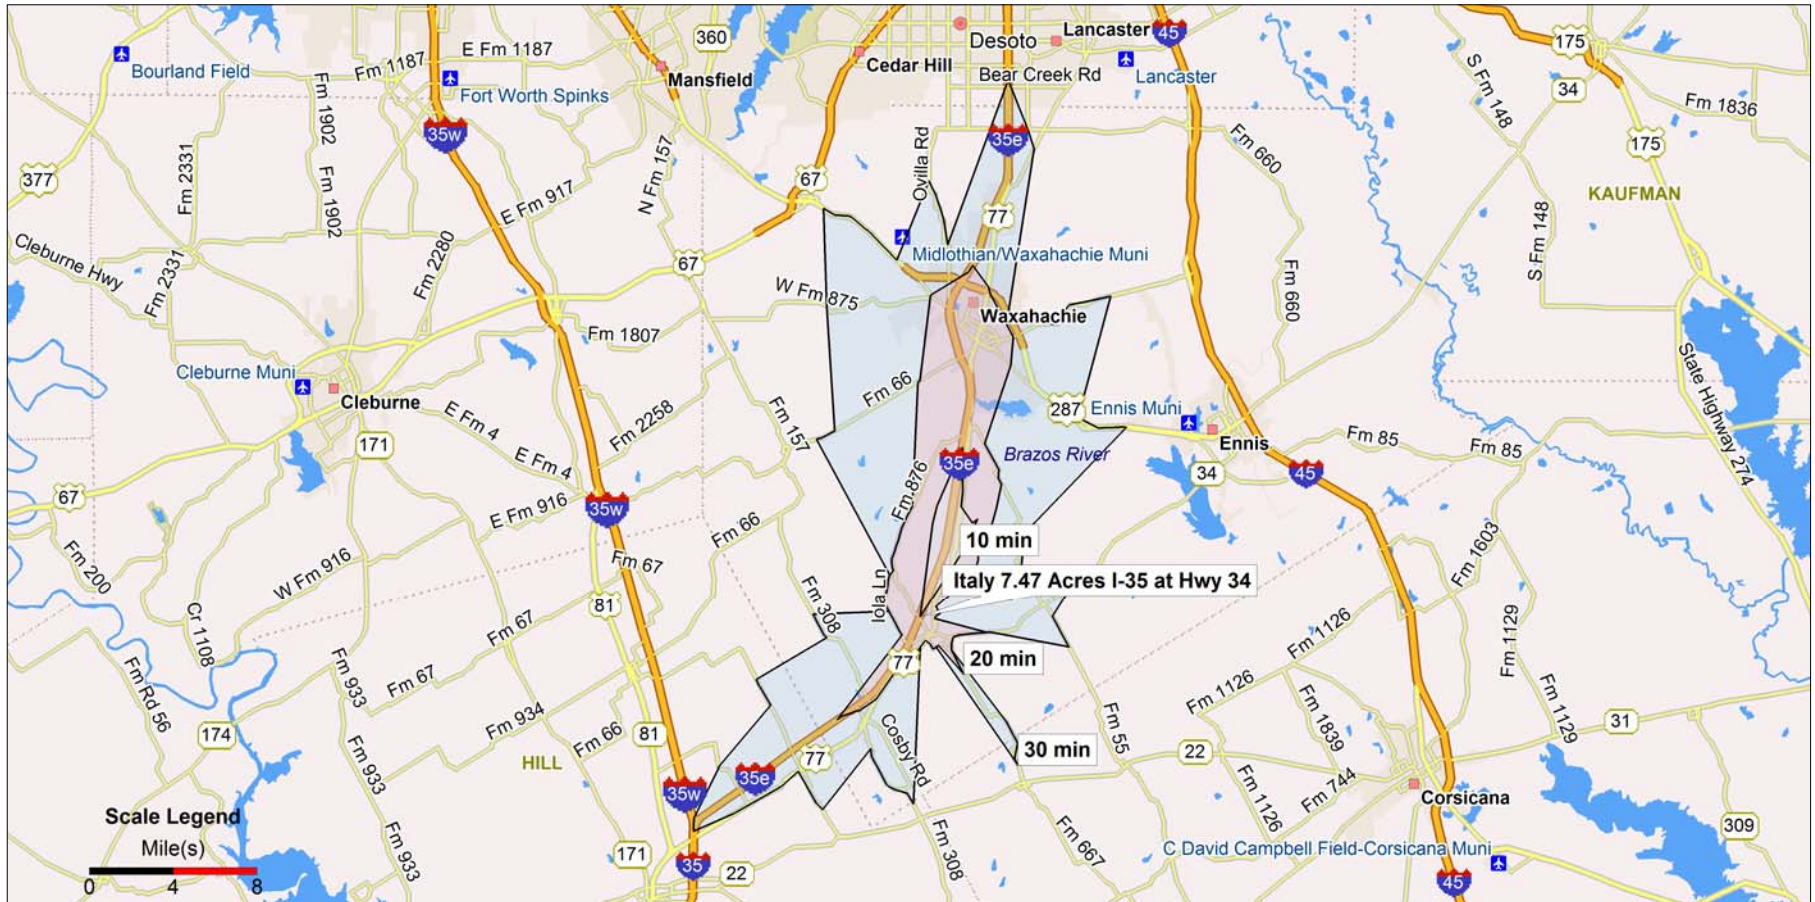 360
Desoto
Lancaster
45
175
E Fm 1187
Cedar Hill
Bear Creek Rd
S Fm 148
Bourland Field
Fm 1187
Mansfield
Lancaster
34
Fort Worth Spinks
Fm 1836
Fm 1902
35w
35e
175
Ovilla Rd
Fm 660
N Fm 157
377
Fm 2331
67
KAUFMAN
Fm 1902
E Fm 917
77
S Fm 148
Cleburne Hwy
Fm 2331
Fm 2280
67
Midlothian/Waxahachie Muni
W Fm 875
Fm 660
Waxahachie
Fm 1807
Cleburne Muni
Fm 66
State Highway 274
Cleburne
287
Ennis Muni
E Fm 4
Fm 2258
Fm 157
Ennis
Fm 85
Fm 85
171
35e
Brazos River
E Fm 4
34
45
67
Fm 876
35w
E Fm 916
Fm 66
10 min
Fm 1603
Fm 200
W Fm 916
Fm 67
Italy 7.47 Acres I-35 at Hwy 34
81
Iola Ln
Fm 308
Cr 1108
Fm 67
Fm 1126
Fm 1129
20 min
77
Fm 933
Fm 67
Fm Rd 56
Fm 1126
Fm 1129
Fm 934
Fm 1839
Fm 55
174
81
Fm 66
Cosby Rd
31
30 min
22
HILL
77
Fm 933
35e
Fm 744
35w
Fm 1126
Corsicana
Scale Legend
Mile(s)
309
Fm 933
171
Fm 308
Fm 667
C David Campbell Field-Corsicana Muni
35
22
45
0 4 8